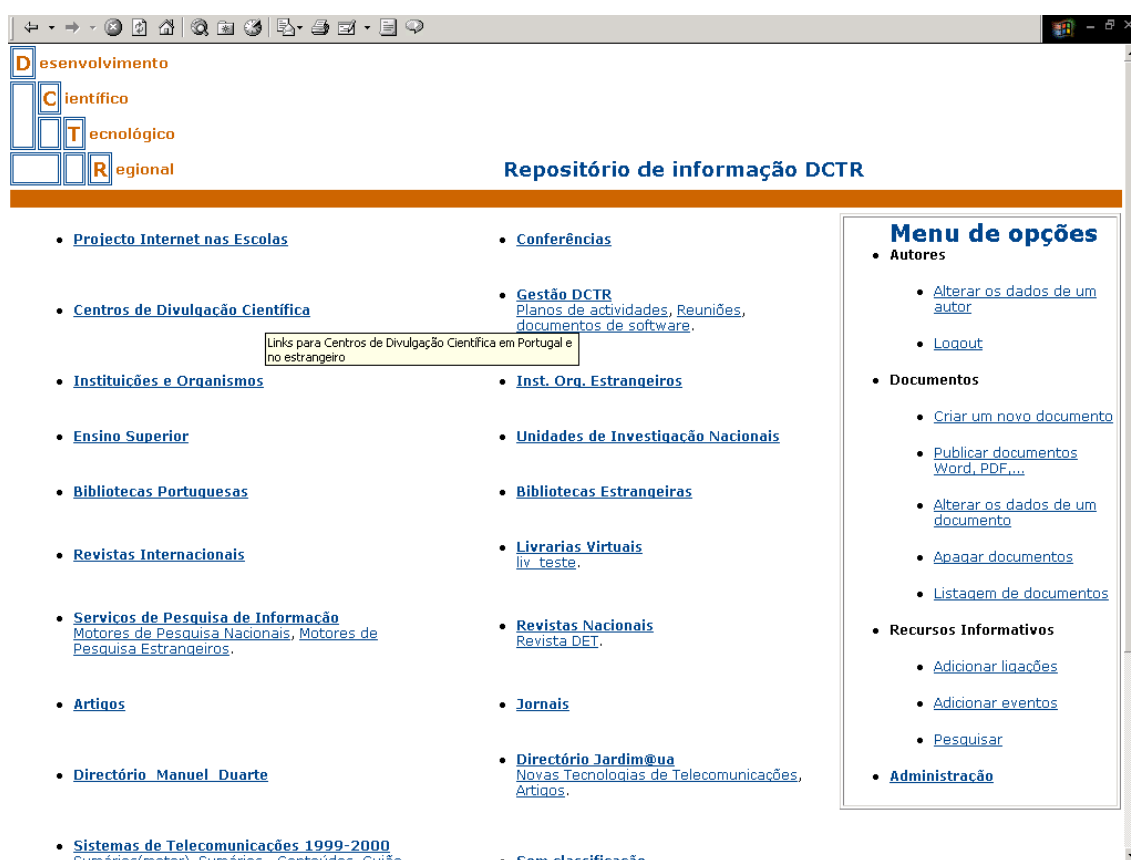 Desenvolvimento
Científico
Tecnológico
Regional
Repositório de informação DCTR
Projecto Internet nas Escolas
Centros de Divulgação Científica
Links para Centros de Divulgação Científica em Portugal e
no estrangeiro
Instituições e Organismos
Ensino Superior
Bibliotecas Portuguesas
Revistas Internacionais
Serviços de Pesquisa de Informação
Motores de Pesquisa Nacionais, Motores de
Pesquisa Estrangeiros.
Artigos
Directório Manuel Duarte
Sistemas de Telecomunicações 1999-2000
Conferências
Gestão DCTR
Planos de actividades, Reuniões,
documentos de software.
Inst. Org. Estrangeiros
Unidades de Investigação Nacionais
Bibliotecas Estrangeiras
Livrarias Virtuais
liv teste.
Revistas Nacionais
Revista DET.
Jornais
Directório Jardim@ua
Novas Tecnologias de Telecomunicações,
Artigos.
Sem classificação
Menu de opções
Autores
Alterar os dados de um
autor
Logout
Documentos
Criar um novo documento
Publicar documentos
Word, PDF,...
Alterar os dados de um
documento
Apagar documentos
Listagem de documentos
Recursos Informativos
Adicionar ligações
Adicionar eventos
Pesquisar
Administração